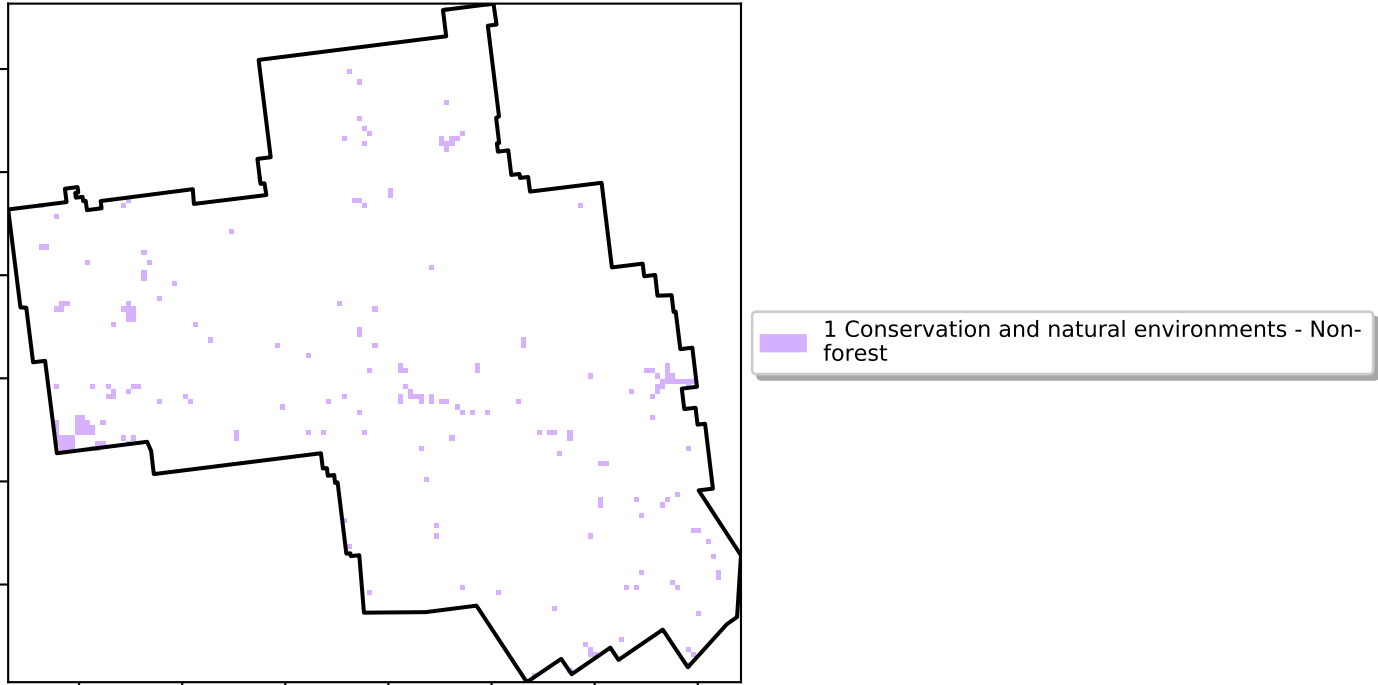 1 Conservation and natural environments - Non-
forest